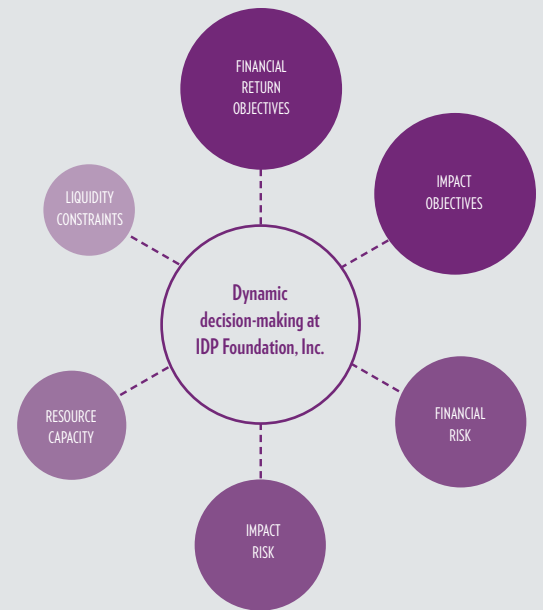 FINANCIAL
RETURN
OBJECTIVES
IMPACT
OBJECTIVES
LIQUIDITY
CONSTRAINTS
Dynamic
decision-making at
IDP Foundation, Inc.
RESOURCE
CAPACITY
FINANCIAL
RISK
IMPACT
RISK